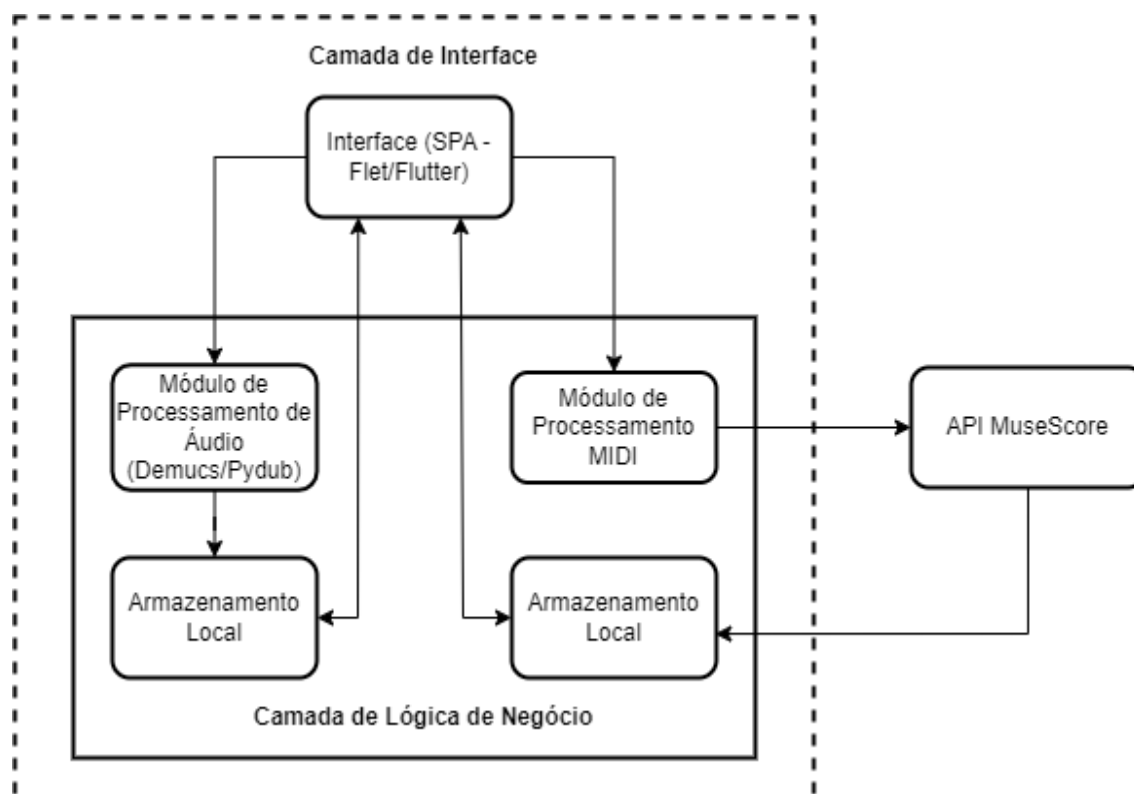 Camada de Interface
Interface (SPA -
Flet/Flutter)
Módulo de
Processamento de
Áudio
(Demucs/Pydub)
Módulo de
Processamento
MIDI
API MuseScore
Armazenamento
Local
Armazenamento
Local
Camada de Lógica de Negócio